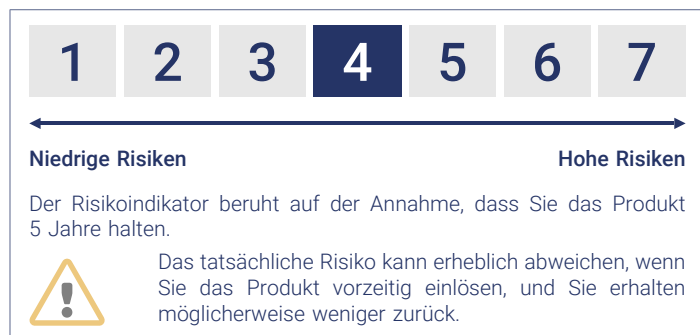 1 2 3 4 5 6 7
Niedrige Risiken Hohe Risiken
Der Risikoindikator beruht auf der Annahme, dass Sie das Produkt
5 Jahre halten.
Das tatsächliche Risiko kann erheblich abweichen, wenn
Sie das Produkt vorzeitig einlösen, und Sie erhalten
möglicherweise weniger zurück.